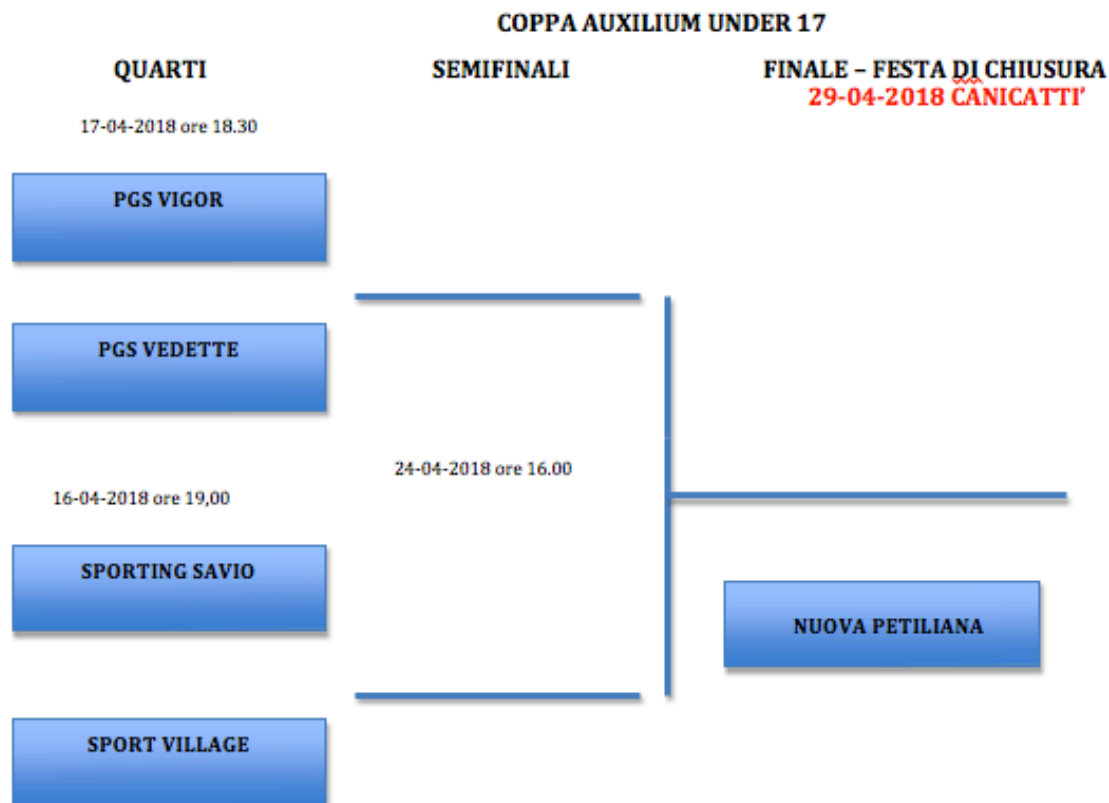 COPPA AUXILIUM UNDER 17
QUARTI
SEMIFINALI
FINALE – FESTA DI CHIUSURA
29-04-2018 CANICATTI'
17-04-2018 ore 18.30
PGS VIGOR
PGS VEDETTE
24-04-2018 ore 16.00
16-04-2018 ore 19,00
SPORTING SAVIO
NUOVA PETILIANA
SPORT VILLAGE